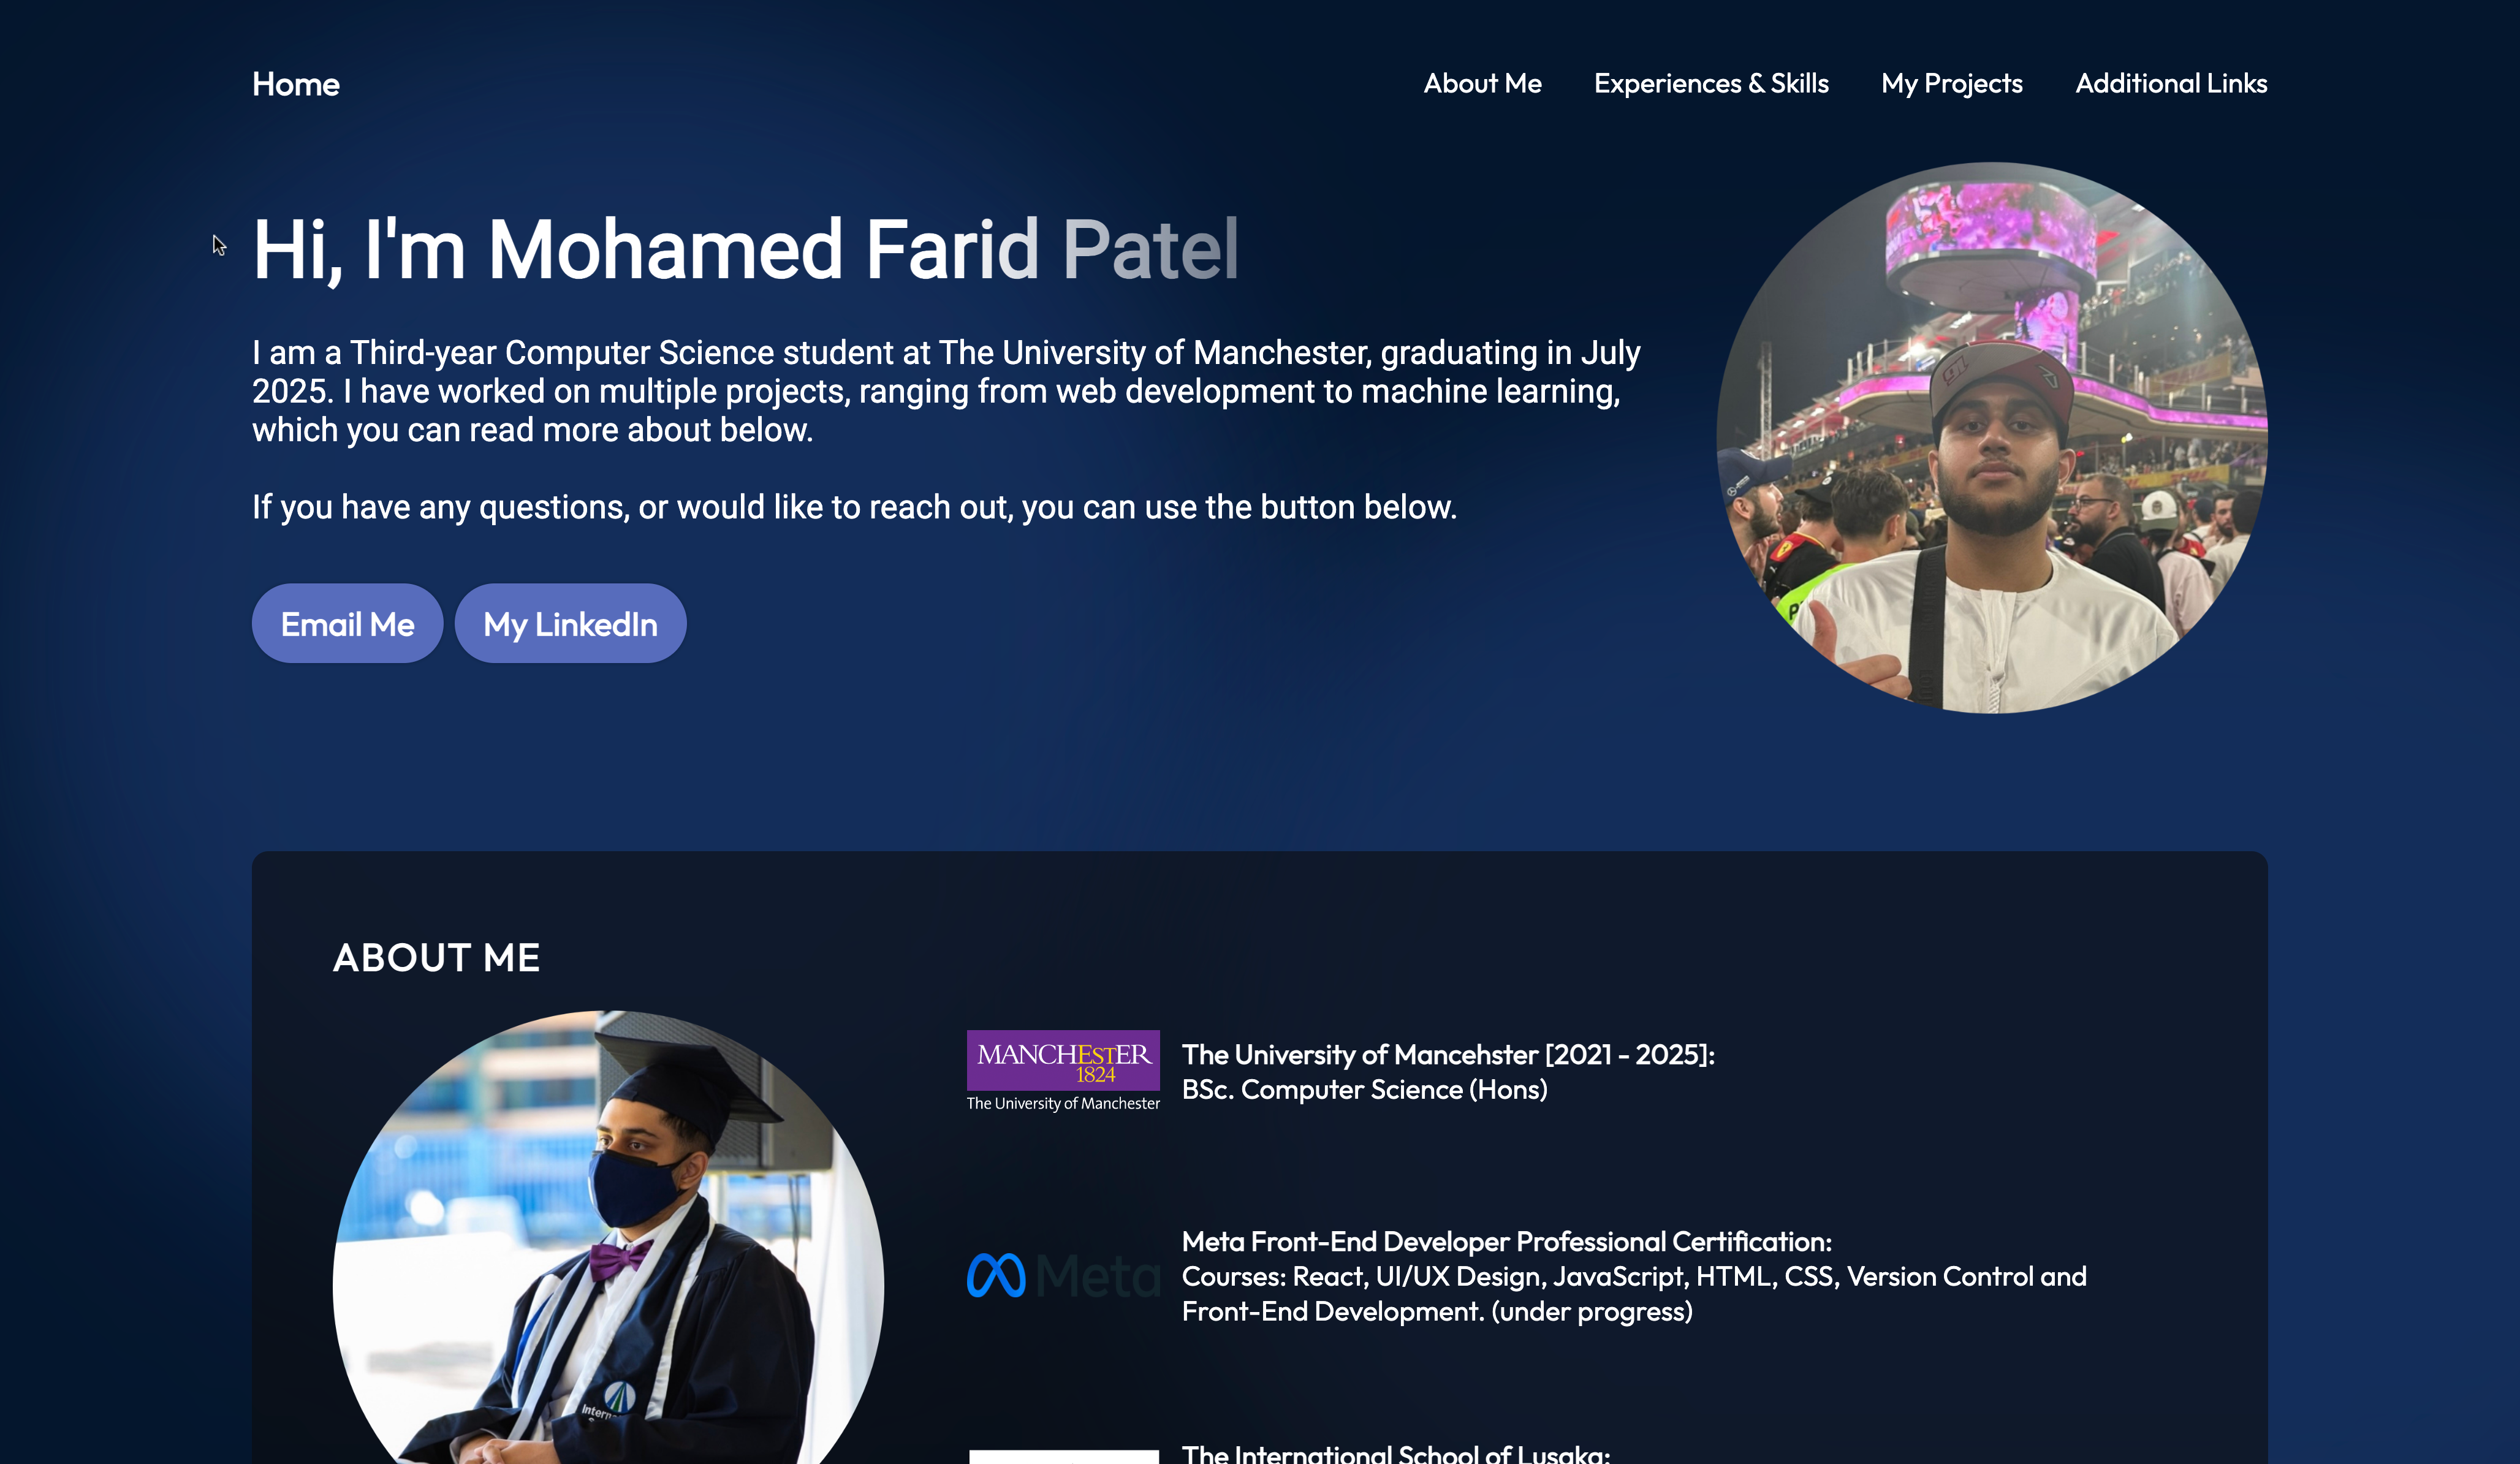 Home
About Me
Experiences & Skills
My Projects
Additional Links
Hi, I'm Mohamed Farid Patel
I am a Third-year Computer Science student at The University of Manchester, graduating in July
2025. I have worked on multiple projects, ranging from web development to machine learning,
which you can read more about below.
If you have any questions, or would like to reach out, you can use the button below.
Email Me
My LinkedIn
ABOUT ME
MANCHESTER
1824
The University of Manchester
The University of Mancehster [2021 - 2025]:
BSc. Computer Science (Hons)
Meta
Meta Front-End Developer Professional Certification:
Courses: React, UI/UX Design, JavaScript, HTML, CSS, Version Control and
Front-End Development. (under progress)
The International School of Lusaka: